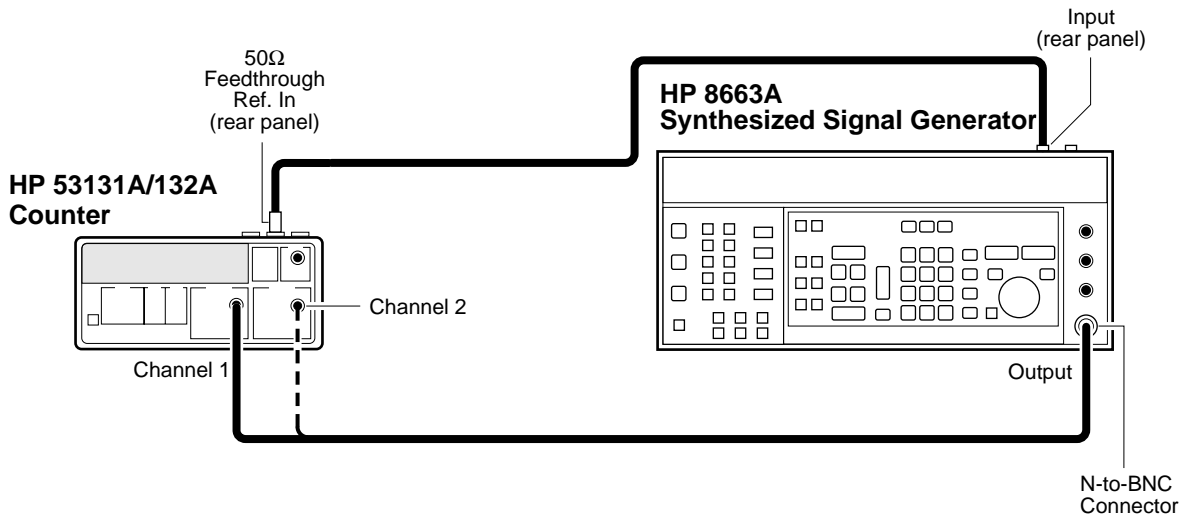 Input
(rear panel)
50Ω
Feedthrough
Ref. In
(rear panel)
HP 8663A
Synthesized Signal Generator
HP 53131A/132A
Counter
Channel 2
Channel 1
Output
N-to-BNC
Connector